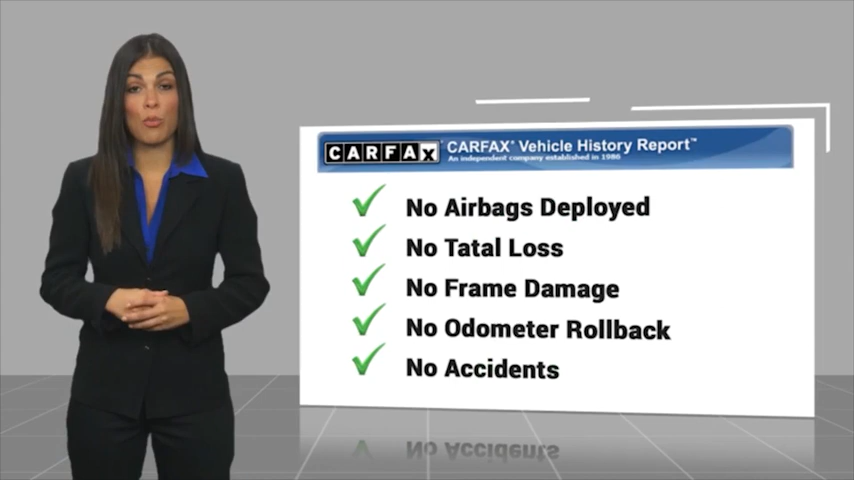 CARFAX CARFAX® Vehicle History Report™
An independent company established in 1986
No Airbags Deployed
No Tatal Loss
No Frame Damage
No Odometer Rollback
No Accidents
No Accidents